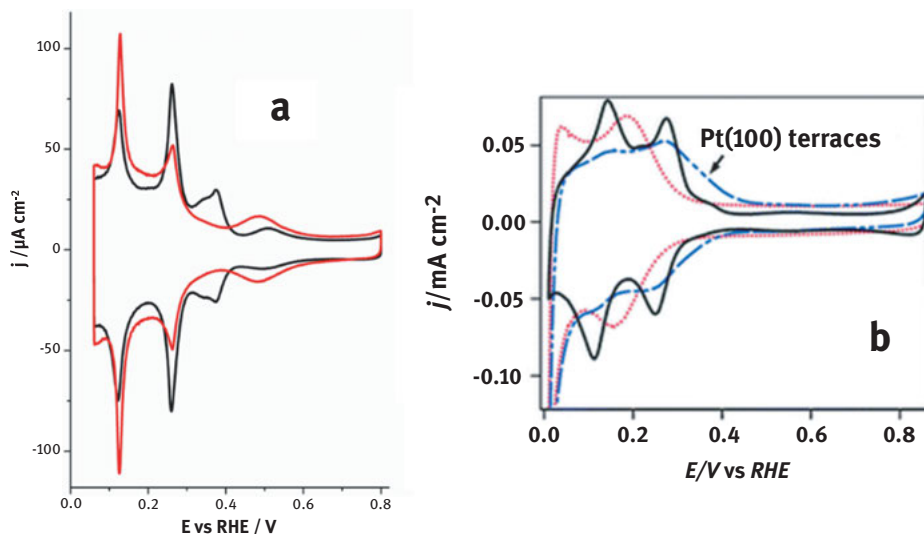 a
100
50
0
-50
-100
j /µA cm⁻²
0.0 0.2 0.4 0.6 0.8
E vs RHE / V
Pt(100) terraces
0.05
0.00
-0.05
-0.10
j/mA cm⁻²
b
0.0 0.2 0.4 0.6 0.8
E/V vs RHE